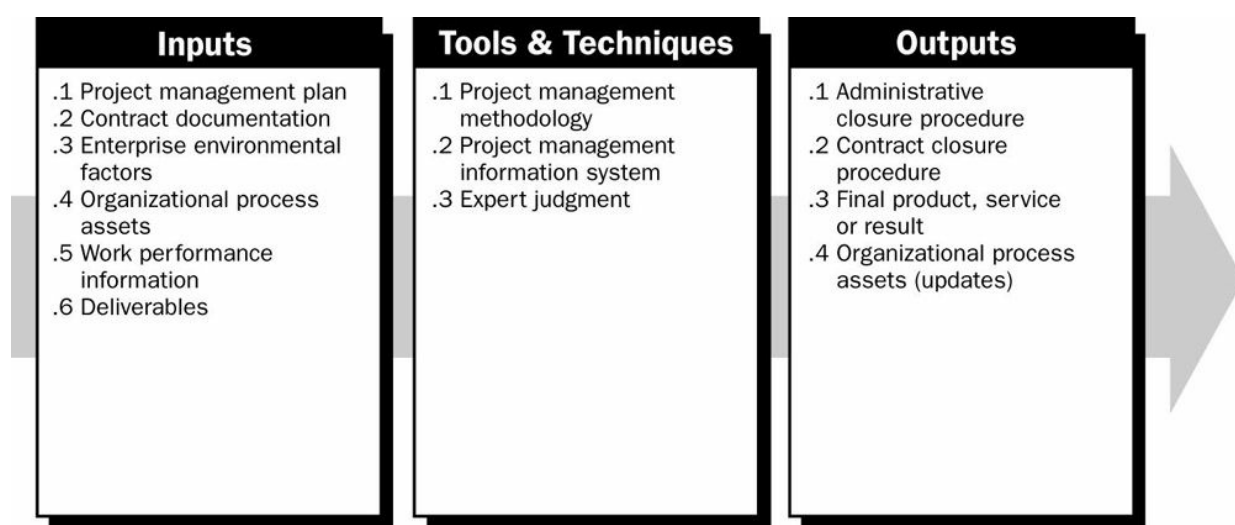 Inputs
.1 Project management plan
.2 Contract documentation
.3 Enterprise environmental
factors
.4 Organizational process
assets
.5 Work performance
information
.6 Deliverables
Tools & Techniques
.1 Project management
methodology
.2 Project management
information system
.3 Expert judgment
Outputs
.1 Administrative
closure procedure
.2 Contract closure
procedure
.3 Final product, service
or result
.4 Organizational process
assets (updates)